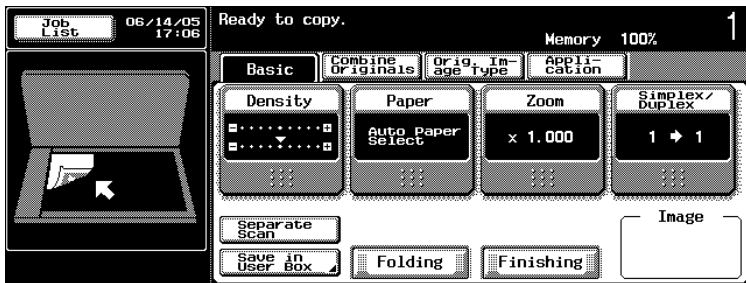 Job
List
06/14/05
17:06
Ready to copy.
Memory 100%
1
Basic
Combine
Originals
Orig. Im-
age Type
Appli-
cation
Density
Paper
Auto Paper
Select
Zoom
× 1.000
Simplex/
Duplex
1 → 1
Separate
Scan
Save in
User Box
Folding
Finishing
Image